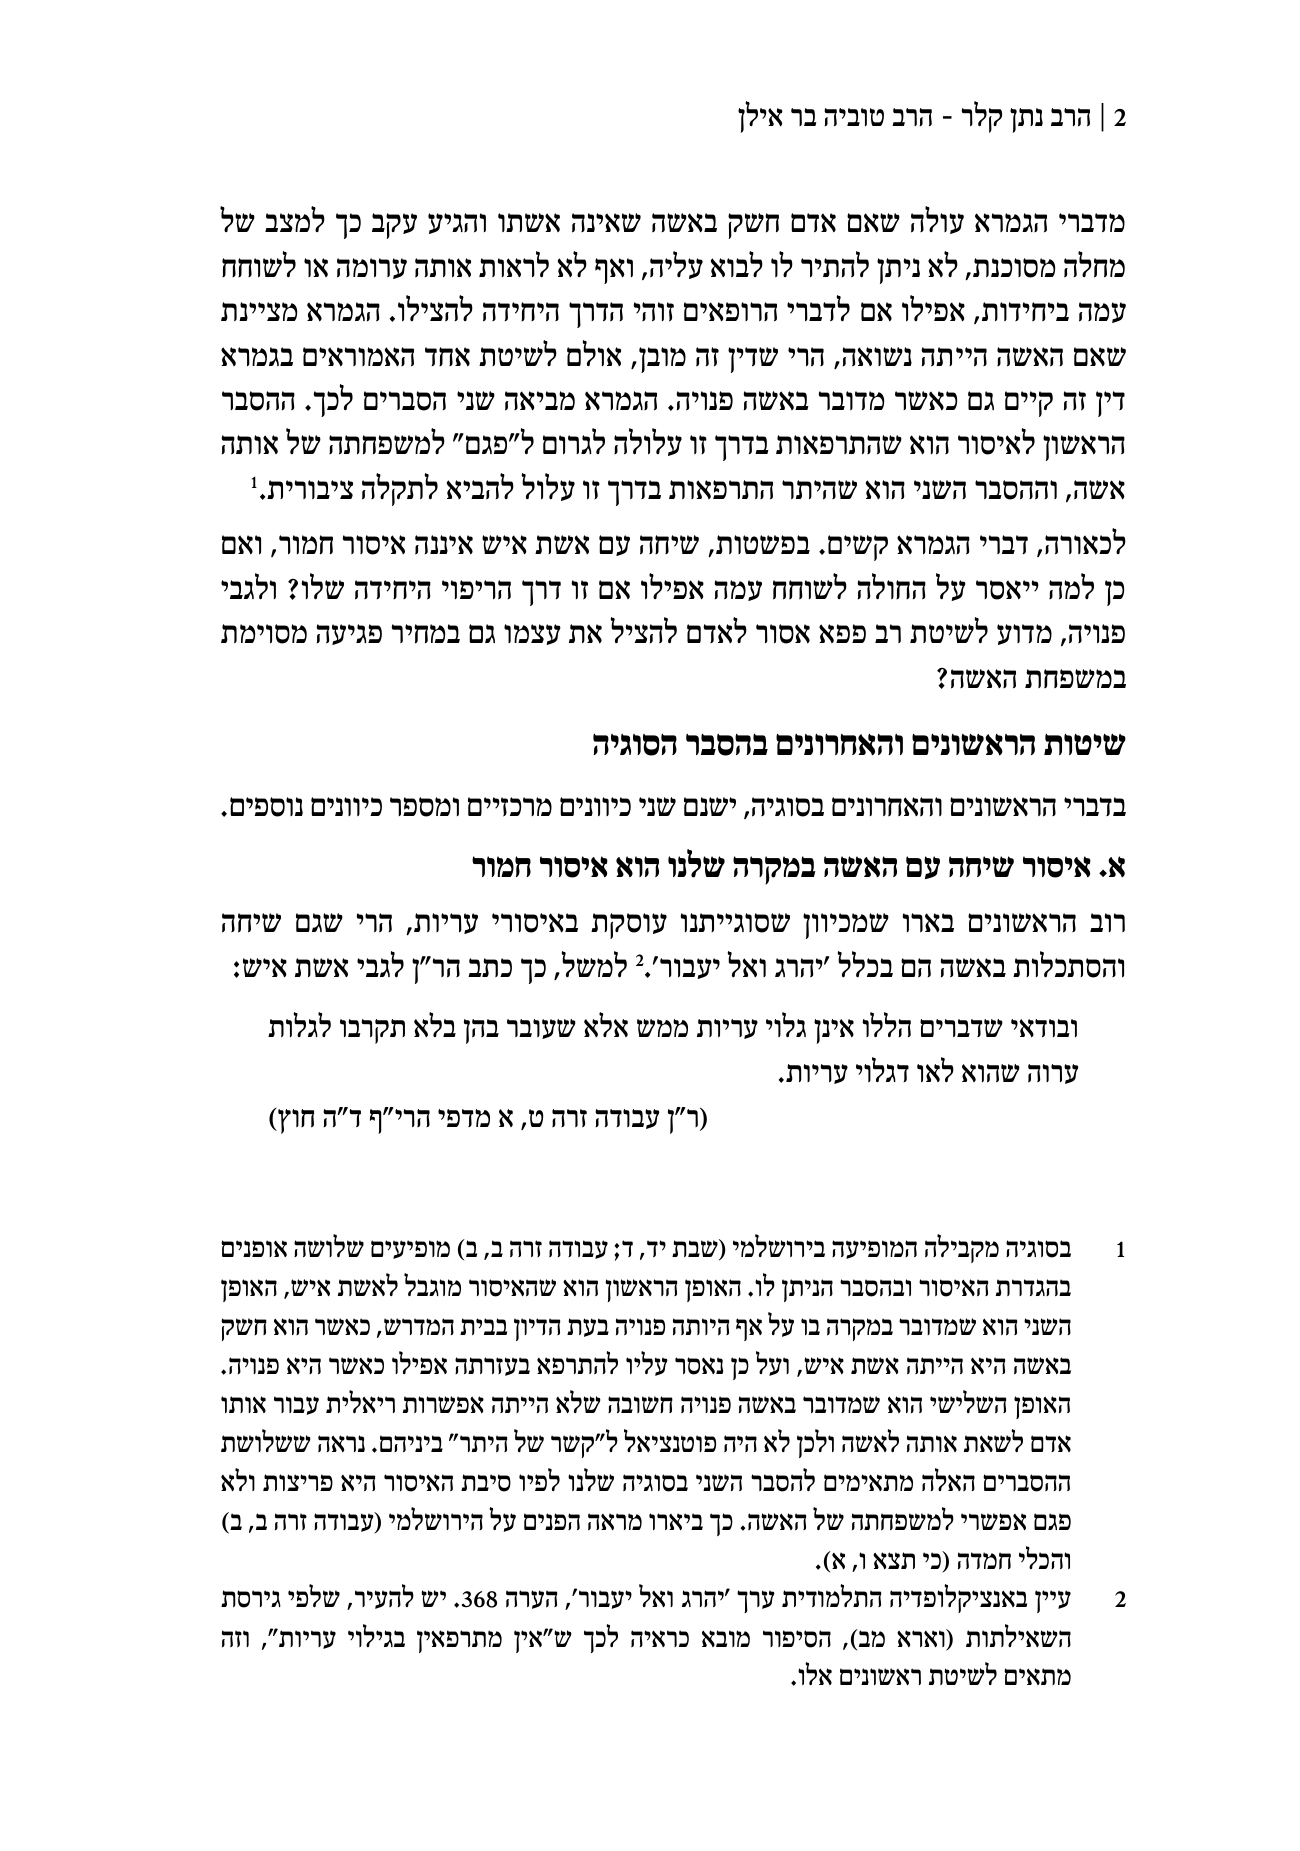 2 | הרב נתן קלר - הרב טוביה בר אילן
מדברי הגמרא עולה שאם אדם חשק באשה שאינה אשתו והגיע עקב כך למצב של
מחלה מסוכנת, לא ניתן להתיר לו לבוא עליה, ואף לא לראות אותה ערומה או לשוחח
עמה ביחידות, אפילו אם לדברי הרופאים זוהי הדרך היחידה להצילו. הגמרא מציינת
שאם האשה הייתה נשואה, הרי שדין זה מובן, אולם לשיטת אחד האמוראים בגמרא
דין זה קיים גם כאשר מדובר באשה פנויה. הגמרא מביאה שני הסברים לכך. ההסבר
הראשון לאיסור הוא שהתרפאות בדרך זו עלולה לגרום ל"פגם" למשפחתה של אותה
אשה, וההסבר השני הוא שהיתר התרפאות בדרך זו עלול להביא לתקלה ציבורית.1
לכאורה, דברי הגמרא קשים. בפשטות, שיחה עם אשת איש איננה איסור חמור, ואם
כן למה ייאסר על החולה לשוחח עמה אפילו אם זו דרך הריפוי היחידה שלו? ולגבי
פנויה, מדוע לשיטת רב פפא אסור לאדם להציל את עצמו גם במחיר פגיעה מסוימת
במשפחת האשה?
שיטות הראשונים והאחרונים בהסבר הסוגיה
בדברי הראשונים והאחרונים בסוגיה, ישנם שני כיוונים מרכזיים ומספר כיוונים נוספים.
א. איסור שיחה עם האשה במקרה שלנו הוא איסור חמור
רוב הראשונים בארו שמכיוון שסוגייתנו עוסקת באיסורי עריות, הרי שגם שיחה
והסתכלות באשה הם בכלל 'יהרג ואל יעבור'.2 למשל, כך כתב הר"ן לגבי אשת איש:
ובודאי שדברים הללו אינן גלוי עריות ממש אלא שעובר בהן בלא תקרבו לגלות
ערוה שהוא לאו דגלוי עריות.
(ר"ן עבודה זרה ט, א מדפי הרי"ף ד"ה חוץ)
1 בסוגיה מקבילה המופיעה בירושלמי (שבת יד, ד; עבודה זרה ב, ב) מופיעים שלושה אופנים
בהגדרת האיסור ובהסבר הניתן לו. האופן הראשון הוא שהאיסור מוגבל לאשת איש, האופן
השני הוא שמדובר במקרה בו על אף היותה פנויה בעת הדיון בבית המדרש, כאשר הוא חשק
באשה היא הייתה אשת איש, ועל כן נאסר עליו להתרפא בעזרתה אפילו כאשר היא פנויה.
האופן השלישי הוא שמדובר באשה פנויה חשובה שלא הייתה אפשרות ריאלית עבור אותו
אדם לשאת אותה לאשה ולכן לא היה פוטנציאל ל"קשר של היתר" ביניהם. נראה ששלושת
ההסברים האלה מתאימים להסבר השני בסוגיה שלנו לפיו סיבת האיסור היא פריצות ולא
פגם אפשרי למשפחתה של האשה. כך ביארו מראה הפנים על הירושלמי (עבודה זרה ב, ב)
והכלי חמדה (כי תצא ו, א).
2 עיין באנציקלופדיה התלמודית ערך 'יהרג ואל יעבור', הערה 368. יש להעיר, שלפי גירסת
השאילתות (וארא מב), הסיפור מובא כראיה לכך ש"אין מתרפאין בגילוי עריות", וזה
מתאים לשיטת ראשונים אלו.